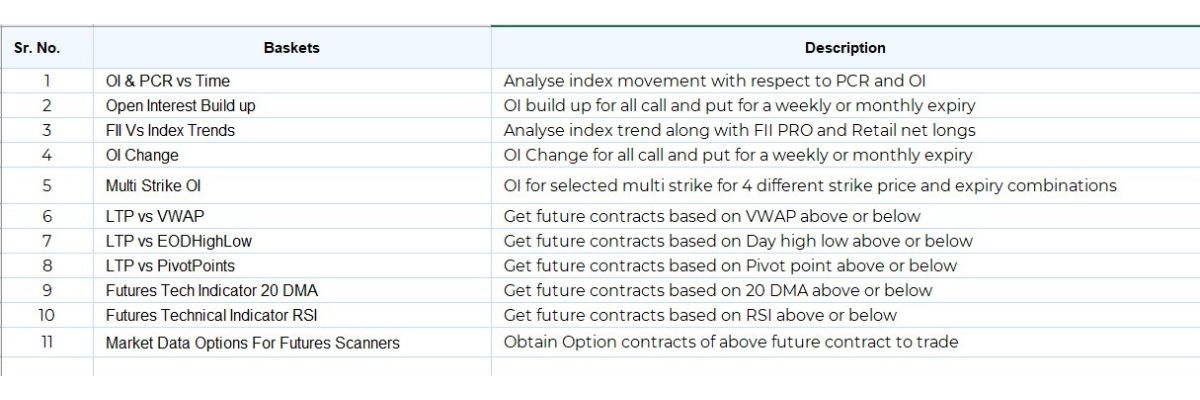 Sr. No. Baskets Description
1 OI & PCR vs Time Analyse index movement with respect to PCR and OI
2 Open Interest Build up OI build up for all call and put for a weekly or monthly expiry
3 FII Vs Index Trends Analyse index trend along with FII PRO and Retail net longs
4 OI Change OI Change for all call and put for a weekly or monthly expiry
5 Multi Strike OI OI for selected multi strike for 4 different strike price and expiry combinations
6 LTP vs VWAP Get future contracts based on VWAP above or below
7 LTP vs EODHighLow Get future contracts based on Day high low above or below
8 LTP vs PivotPoints Get future contracts based on Pivot point above or below
9 Futures Tech Indicator 20 DMA Get future contracts based on 20 DMA above or below
10 Futures Technical Indicator RSI Get future contracts based on RSI above or below
11 Market Data Options For Futures Scanners Obtain Option contracts of above future contract to trade